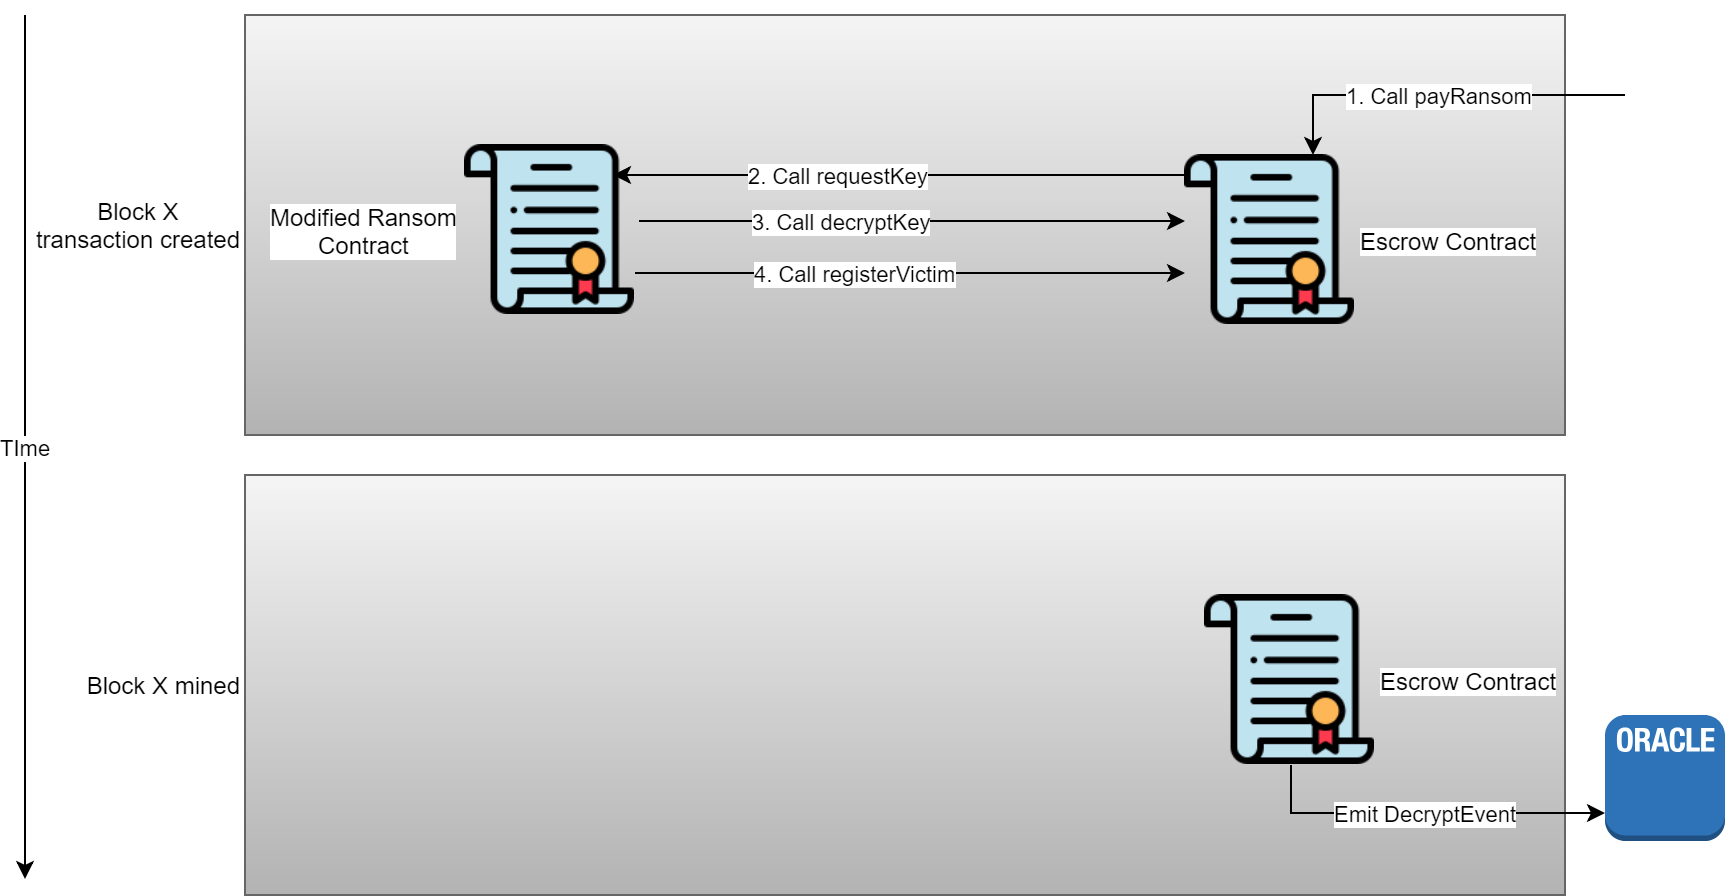 1. Call payRansom
2. Call requestKey
Block X
transaction created
Modified Ransom
Contract
3. Call decryptKey
Escrow Contract
4. Call registerVictim
TIme
Block X mined
Escrow Contract
ORACLE
Emit DecryptEvent